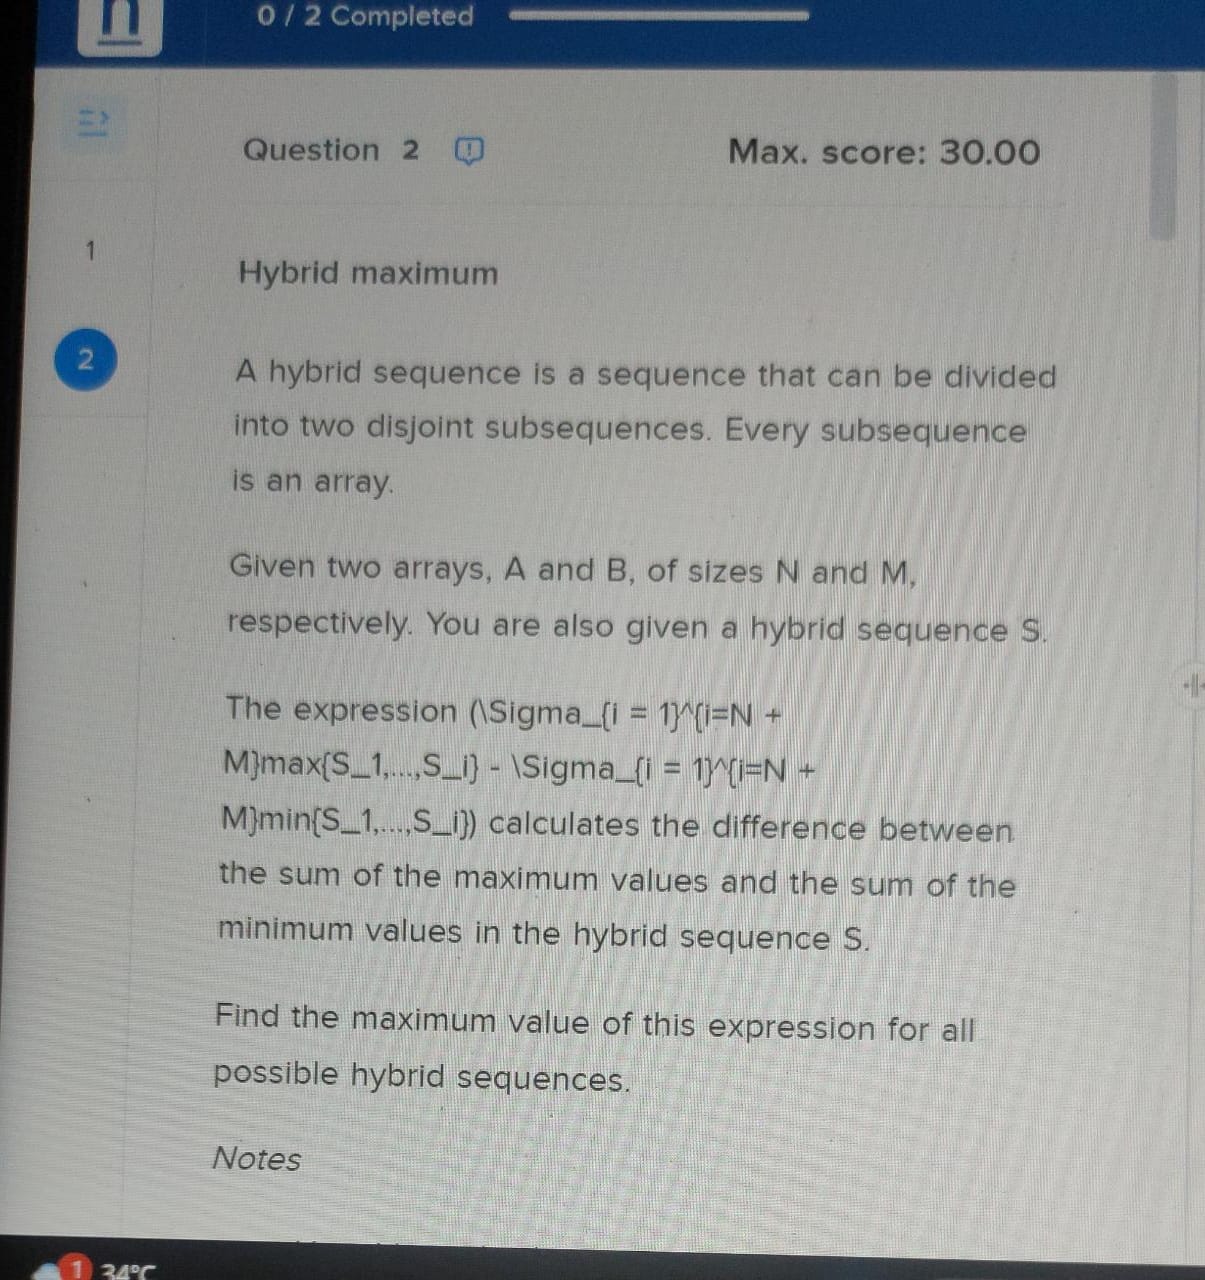 0 / 2 Completed
Question 2
Max. score: 30.00
1
Hybrid maximum
2
A hybrid sequence is a sequence that can be divided
into two disjoint subsequences. Every subsequence
is an array.
Given two arrays, A and B, of sizes N and M,
respectively. You are also given a hybrid sequence S.
The expression (\Sigma_{i = 1}^{i=N +
M}max{S_1,...,S_i} - \Sigma_{i = 1}^{i=N +
M}min{S_1,...,S_i}) calculates the difference between
the sum of the maximum values and the sum of the
minimum values in the hybrid sequence S.
Find the maximum value of this expression for all
possible hybrid sequences.
Notes
1 34°C